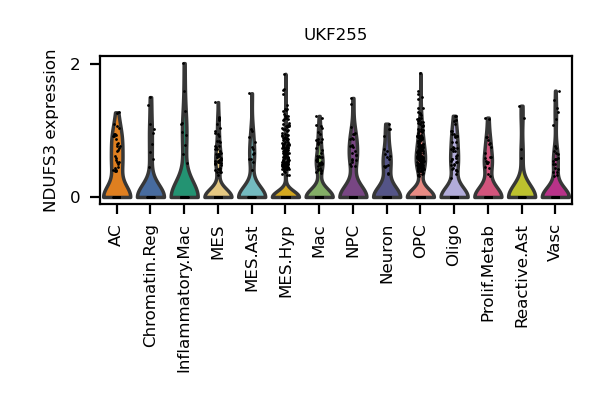 UKF255
NDUFS3 expression
2
0
AC
Chromatin.Reg
Inflammatory.Mac
MES
MES.Ast
MES.Hyp
Mac
NPC
Neuron
OPC
Oligo
Prolif.Metab
Reactive.Ast
Vasc